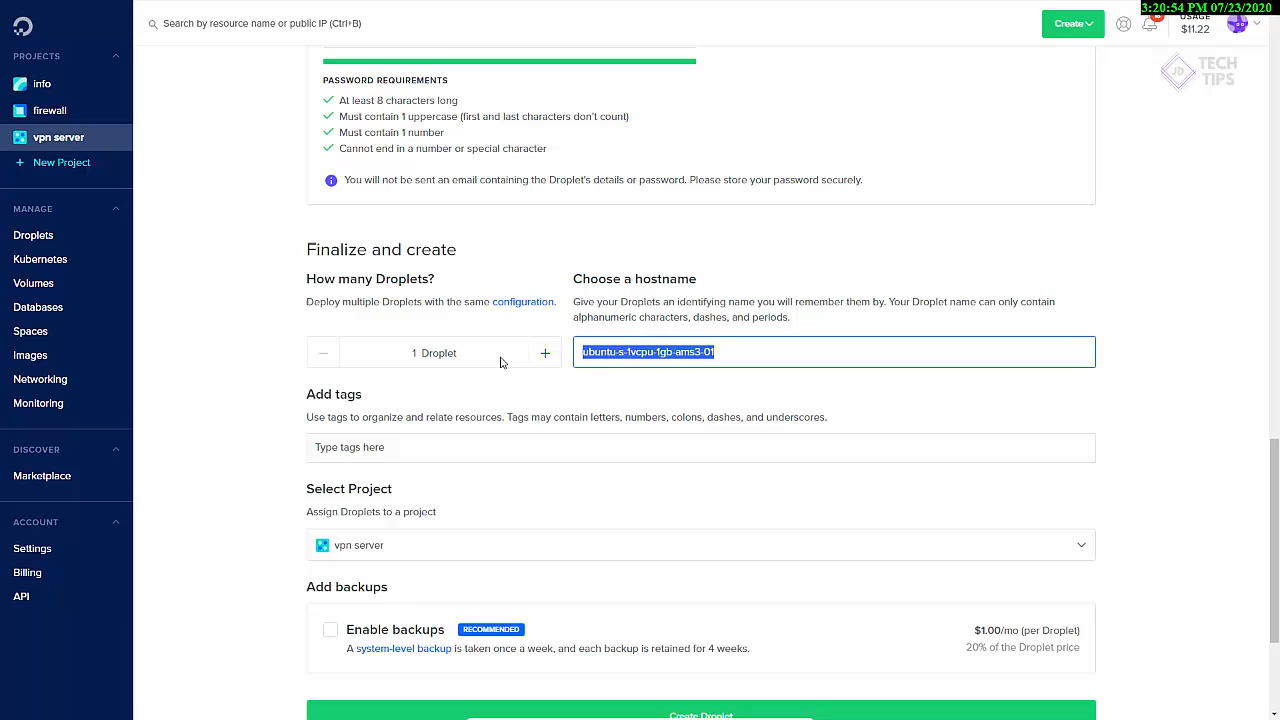 3:20:54 PM 07/23/2020
Search by resource name or public IP (Ctrl+B)
Create
USAGE
$11.22
JD TECH TIPS
PROJECTS
info
firewall
vpn server
+ New Project
MANAGE
Droplets
Kubernetes
Volumes
Databases
Spaces
Images
Networking
Monitoring
DISCOVER
Marketplace
ACCOUNT
Settings
Billing
API
PASSWORD REQUIREMENTS
At least 8 characters long
Must contain 1 uppercase (first and last characters don't count)
Must contain 1 number
Cannot end in a number or special character
You will not be sent an email containing the Droplet's details or password. Please store your password securely.
Finalize and create
How many Droplets?
Deploy multiple Droplets with the same configuration.
1 Droplet
Choose a hostname
Give your Droplets an identifying name you will remember them by. Your Droplet name can only contain
alphanumeric characters, dashes, and periods.
ubuntu-s-1vcpu-1gb-ams3-01
Add tags
Use tags to organize and relate resources. Tags may contain letters, numbers, colons, dashes, and underscores.
Type tags here
Select Project
Assign Droplets to a project
vpn server
Add backups
Enable backups RECOMMENDED
A system-level backup is taken once a week, and each backup is retained for 4 weeks.
$1.00/mo (per Droplet)
20% of the Droplet price
Create Droplet